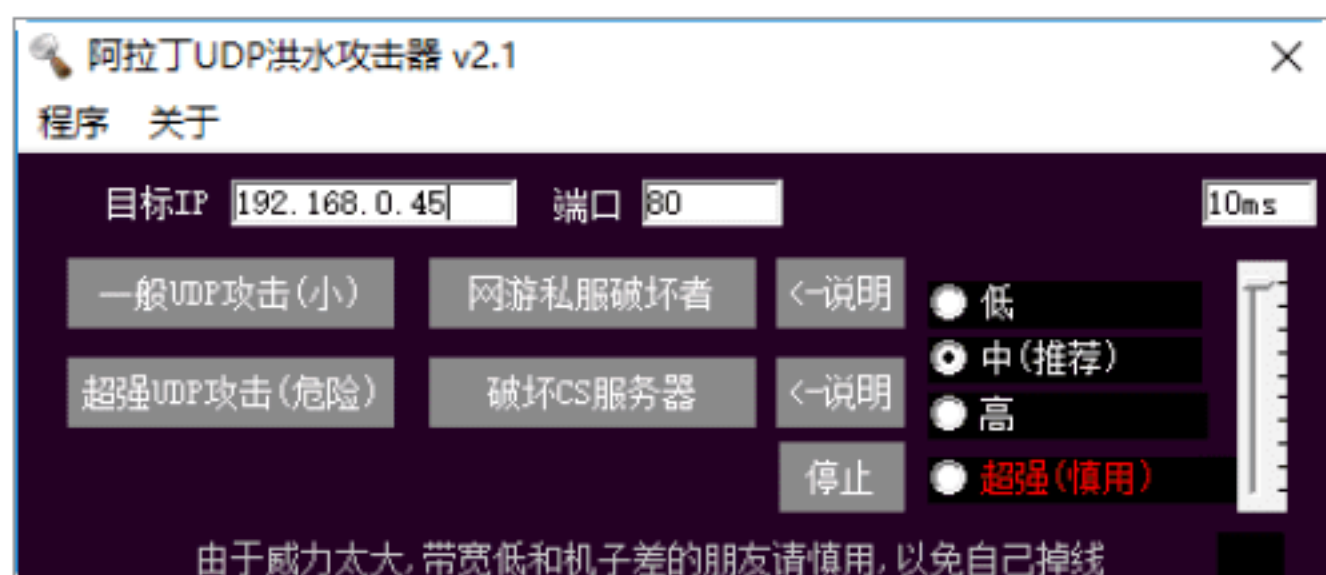 阿拉丁UDP洪水攻击器 v2.1
程序 关于
目标IP 192.168.0.45 端口 80 10ms
一般UDP攻击(小) 网游私服破坏者 <-说明 低
中(推荐)
超强UDP攻击(危险) 破坏CS服务器 <-说明
高
停止 超强(慎用)
由于威力太大,带宽低和机子差的朋友请慎用,以免自己掉线